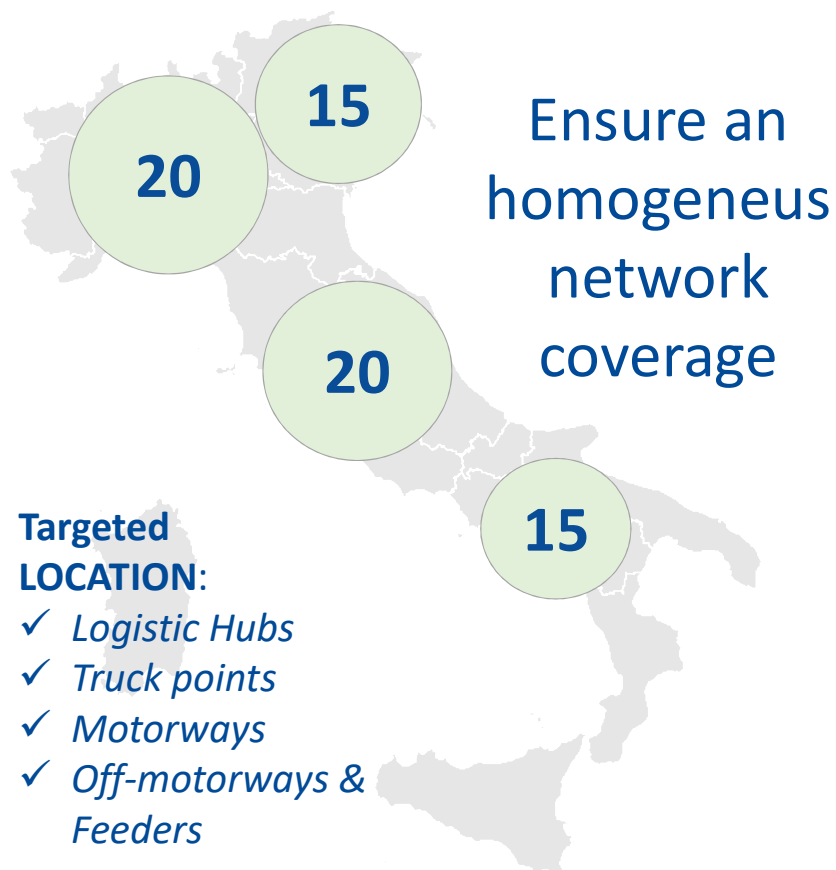 15
20
Ensure an
homogeneus
network
coverage
20
15
Targeted
LOCATION:
✓ Logistic Hubs
✓ Truck points
✓ Motorways
✓ Off-motorways &
Feeders